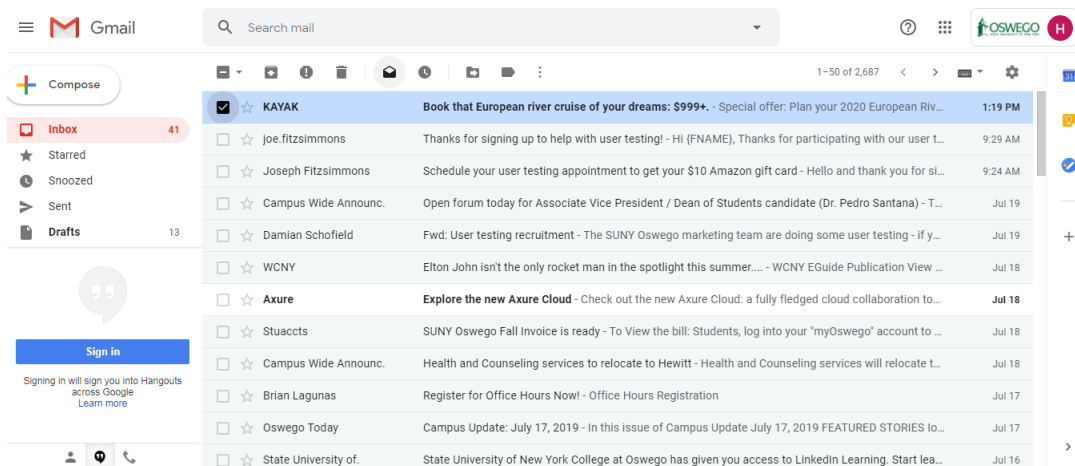 Gmail
Search mail
OSWEGO
H
Compose
1–50 of 2,687
31
Inbox 41
Starred
Snoozed
Sent
Drafts 13
KAYAK Book that European river cruise of your dreams: $999+. - Special offer: Plan your 2020 European Riv... 1:19 PM
joe.fitzsimmons Thanks for signing up to help with user testing! - Hi {FNAME}, Thanks for participating with our user t... 9:29 AM
Joseph Fitzsimmons Schedule your user testing appointment to get your $10 Amazon gift card - Hello and thank you for si... 9:24 AM
Campus Wide Announc. Open forum today for Associate Vice President / Dean of Students candidate (Dr. Pedro Santana) - T... Jul 19
Damian Schofield Fwd: User testing recruitment - The SUNY Oswego marketing team are doing some user testing - if y... Jul 19
WCNY Elton John isn't the only rocket man in the spotlight this summer.... - WCNY EGuide Publication View ... Jul 18
Axure Explore the new Axure Cloud - Check out the new Axure Cloud: a fully fledged cloud collaboration to... Jul 18
Stuaccts SUNY Oswego Fall Invoice is ready - To View the bill: Students, log into your "myOswego" account to ... Jul 18
Campus Wide Announc. Health and Counseling services to relocate to Hewitt - Health and Counseling services will relocate t... Jul 18
Brian Lagunas Register for Office Hours Now! - Office Hours Registration Jul 17
Oswego Today Campus Update: July 17, 2019 - In this issue of Campus Update July 17, 2019 FEATURED STORIES Io... Jul 17
State University of. State University of New York College at Oswego has given you access to LinkedIn Learning. Start lea... Jul 16
Sign in
Signing in will sign you into Hangouts
across Google
Learn more